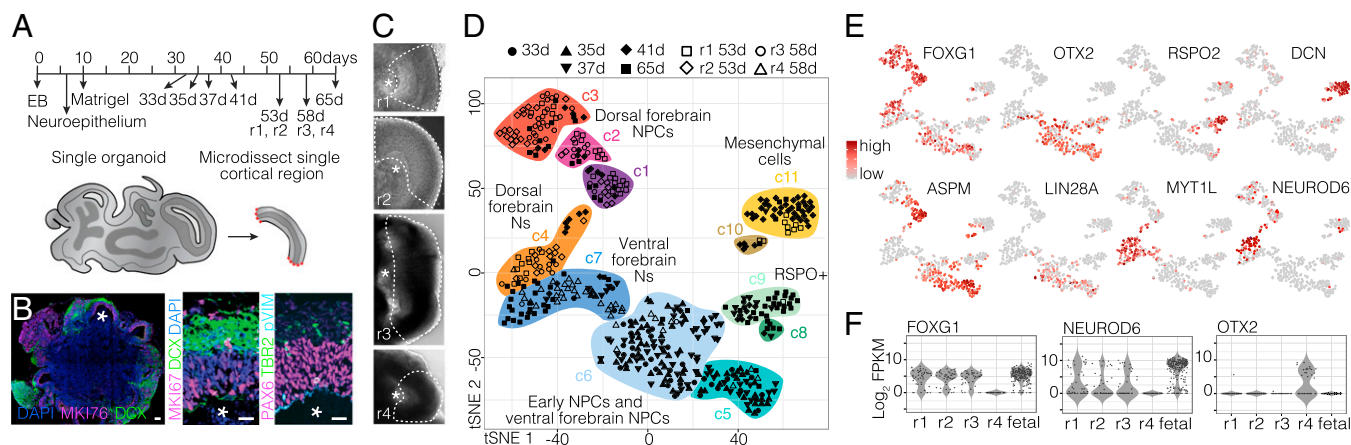 A
0 10 20 30 40 50 60days
EB
Matrigel
33d 35d 37d 41d
65d
Neuroepithelium
53d
r1, r2
58d
r3, r4
Single organoid
Microdissect single
cortical region
B
*
DAPI MKI76 DCX
MKI67 DCX DAPI
*
PAX6 TBR2 pVIM
*
C
*
r1
*
r2
*
r3
*
r4
D
33d 35d 41d r1 53d r3 58d
37d 65d r2 53d r4 58d
tSNE 2
100
50
0
-50
tSNE 1 -40 0 40
c3
Dorsal forebrain
NPCs
c2
c1
Mesenchymal
cells
c11
Dorsal
forebrain
Ns
c4
c10
c7
Ventral
forebrain
Ns
c9
RSPO+
c8
c6
c5
Early NPCs and
ventral forebrain NPCs
E
FOXG1 OTX2 RSPO2 DCN
high
low
ASPM LIN28A MYT1L NEUROD6
F
FOXG1 NEUROD6 OTX2
Log2 FPKM
10
0
10
0
10
0
r1 r2 r3 r4 fetal
r1 r2 r3 r4 fetal
r1 r2 r3 r4 fetal